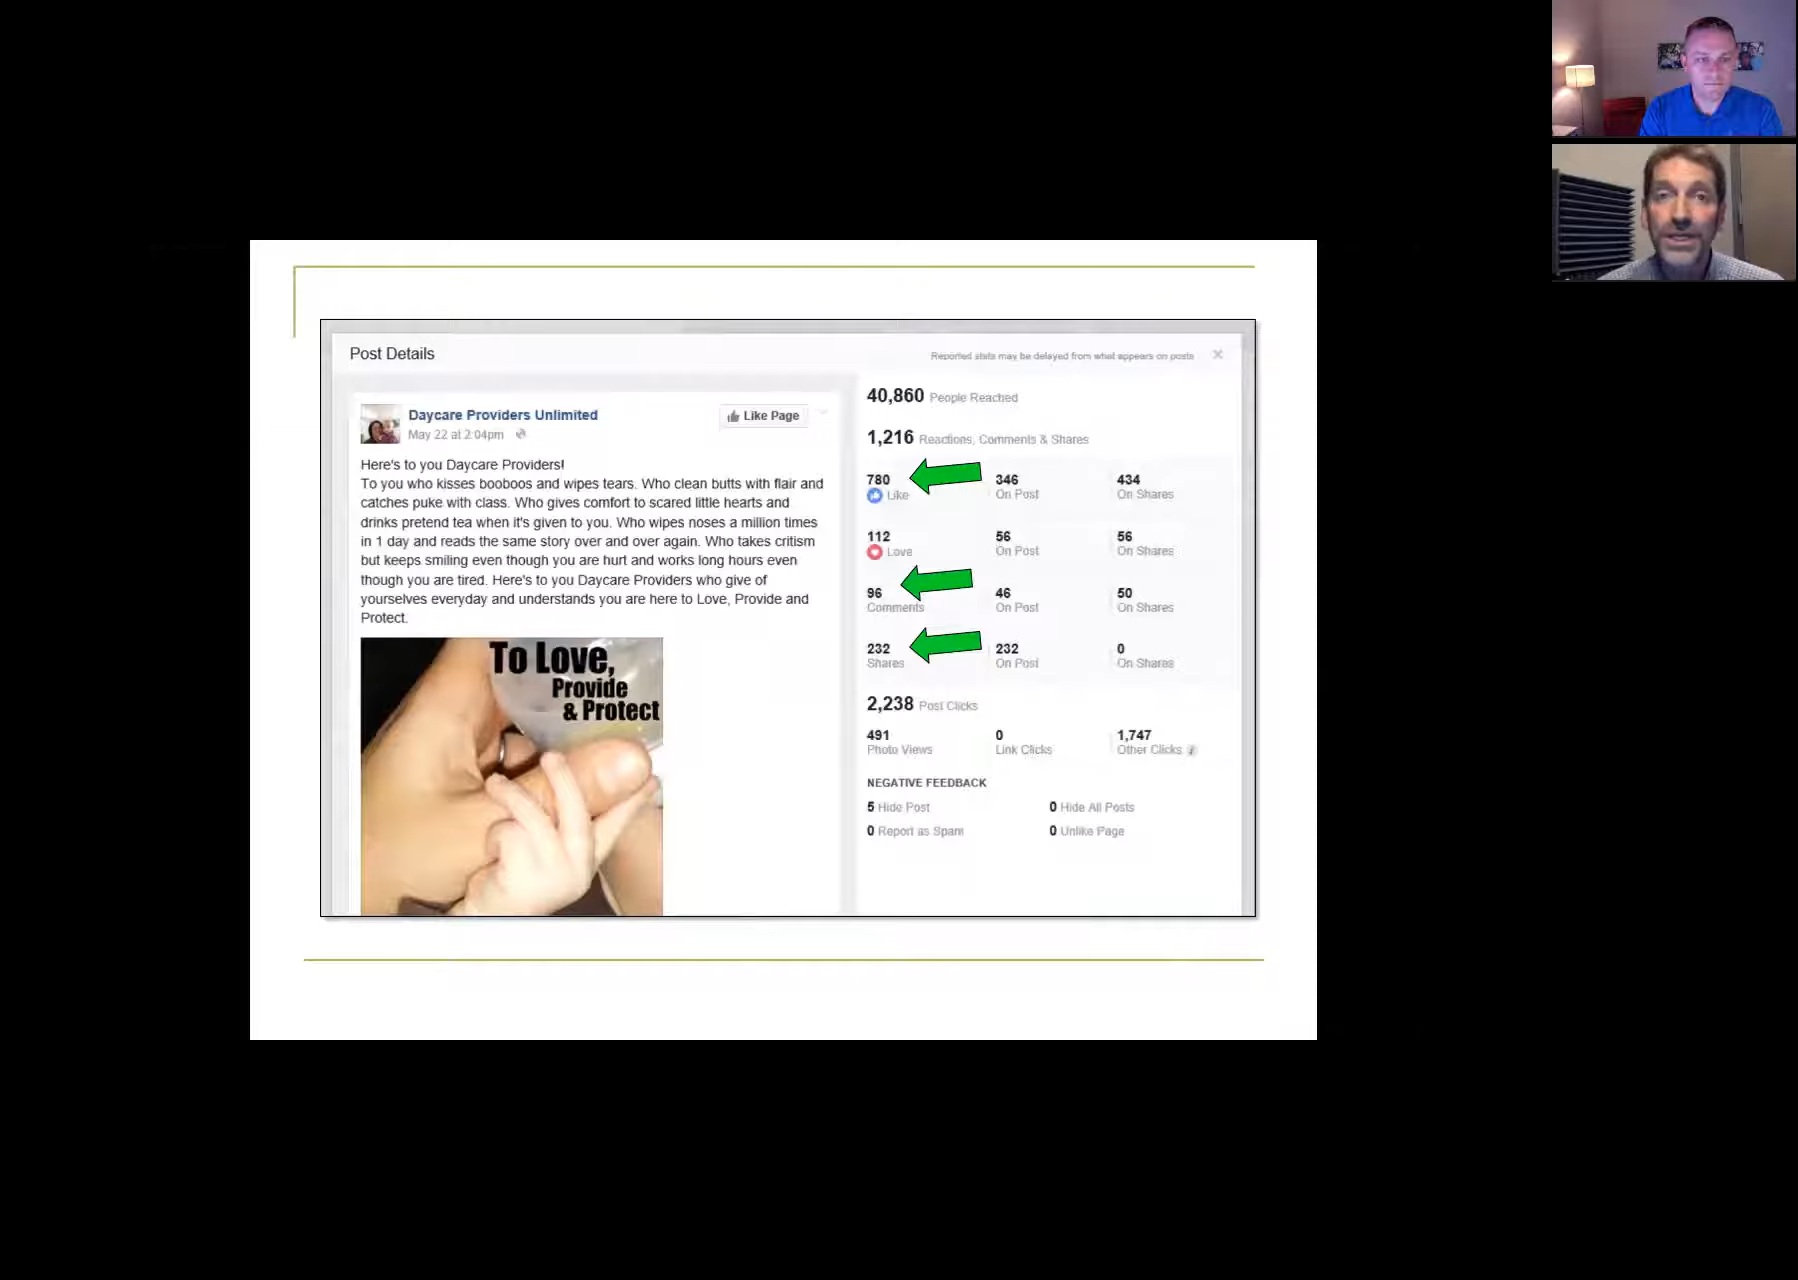 Post Details
Reported stats may be delayed from what appears on posts
Daycare Providers Unlimited
May 22 at 2:04pm
Like Page
Here's to you Daycare Providers!
To you who kisses booboos and wipes tears. Who clean butts with flair and
catches puke with class. Who gives comfort to scared little hearts and
drinks pretend tea when it's given to you. Who wipes noses a million times
in 1 day and reads the same story over and over again. Who takes critism
but keeps smiling even though you are hurt and works long hours even
though you are tired. Here's to you Daycare Providers who give of
yourselves everyday and understands you are here to Love, Provide and
Protect.
To Love,
Provide
& Protect
40,860 People Reached
1,216 Reactions, Comments & Shares
780 346 434
Like On Post On Shares
112 56 56
Love On Post On Shares
96 46 50
Comments On Post On Shares
232 232 0
Shares On Post On Shares
2,238 Post Clicks
491 0 1,747
Photo Views Link Clicks Other Clicks
NEGATIVE FEEDBACK
5 Hide Post 0 Hide All Posts
0 Report as Spam 0 Unlike Page